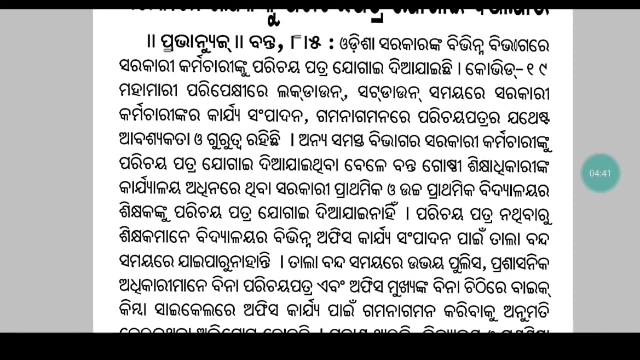 ॥ ପ୍ରଭାନ୍ୟୁଜ୍ ॥ ବନ୍ତ, ୮।୫ : ଓଡ଼ିଶା ସରକାରଙ୍କ ବିଭିନ୍ନ ବିଭାଗରେ
ସରକାରୀ କର୍ମଚାରୀଙ୍କୁ ପରିଚୟ ପତ୍ର ଯୋଗାଇ ଦିଆଯାଇଛି । କୋଭିଡ୍-୧୯
ମହାମାରୀ ପରିପେକ୍ଷୀରେ ଲକ୍‌ଡାଉନ୍, ସଟ୍‌ଡାଉନ୍ ସମୟରେ ସରକାରୀ
କର୍ମଚାରୀଙ୍କର କାର୍ଯ୍ୟ ସଂପାଦନ, ଗମନାଗମନରେ ପରିଚୟପତ୍ରର ଯଥେଷ୍ଟ
ଆବଶ୍ୟକତା ଓ ଗୁରୁତ୍ୱ ରହିଛି । ଅନ୍ୟ ସମସ୍ତ ବିଭାଗର ସରକାରୀ କର୍ମଚାରୀଙ୍କୁ
ପରିଚୟ ପତ୍ର ଯୋଗାଇ ଦିଆଯାଇଥିବା ବେଳେ ବନ୍ତ ଗୋଷ୍ଠୀ ଶିକ୍ଷାଧିକାରୀଙ୍କ
କାର୍ଯ୍ୟାଳୟ ଅଧିନରେ ଥିବା ସରକାରୀ ପ୍ରାଥମିକ ଓ ଉଚ୍ଚ ପ୍ରାଥମିକ ବିଦ୍ୟାଳୟର
ଶିକ୍ଷକଙ୍କୁ ପରିଚୟ ପତ୍ର ଯୋଗାଇ ଦିଆଯାଇନାହିଁ । ପରିଚୟ ପତ୍ର ନଥିବାରୁ
ଶିକ୍ଷକମାନେ ବିଦ୍ୟାଳୟର ବିଭିନ୍ନ ଅଫିସ କାର୍ଯ୍ୟ ସଂପାଦନ ପାଇଁ ତାଲା ବନ୍ଦ
ସମୟରେ ଯାଇପାରୁନାହାନ୍ତି । ତାଲା ବନ୍ଦ ସମୟରେ ଉଭୟ ପୁଲିସ, ପ୍ରଶାସନିକ
ଅଧିକାରୀମାନେ ବିନା ପରିଚୟପତ୍ର ଏବଂ ଅଫିସ ମୁଖ୍ୟଙ୍କ ବିନା ଚିଠିରେ ବାଇକ୍
କିମ୍ବା ସାଇକେଲରେ ଅଫିସ କାର୍ଯ୍ୟ ପାଇଁ ଗମନାଗମନ କରିବାକୁ ଅନୁମତି
04:41